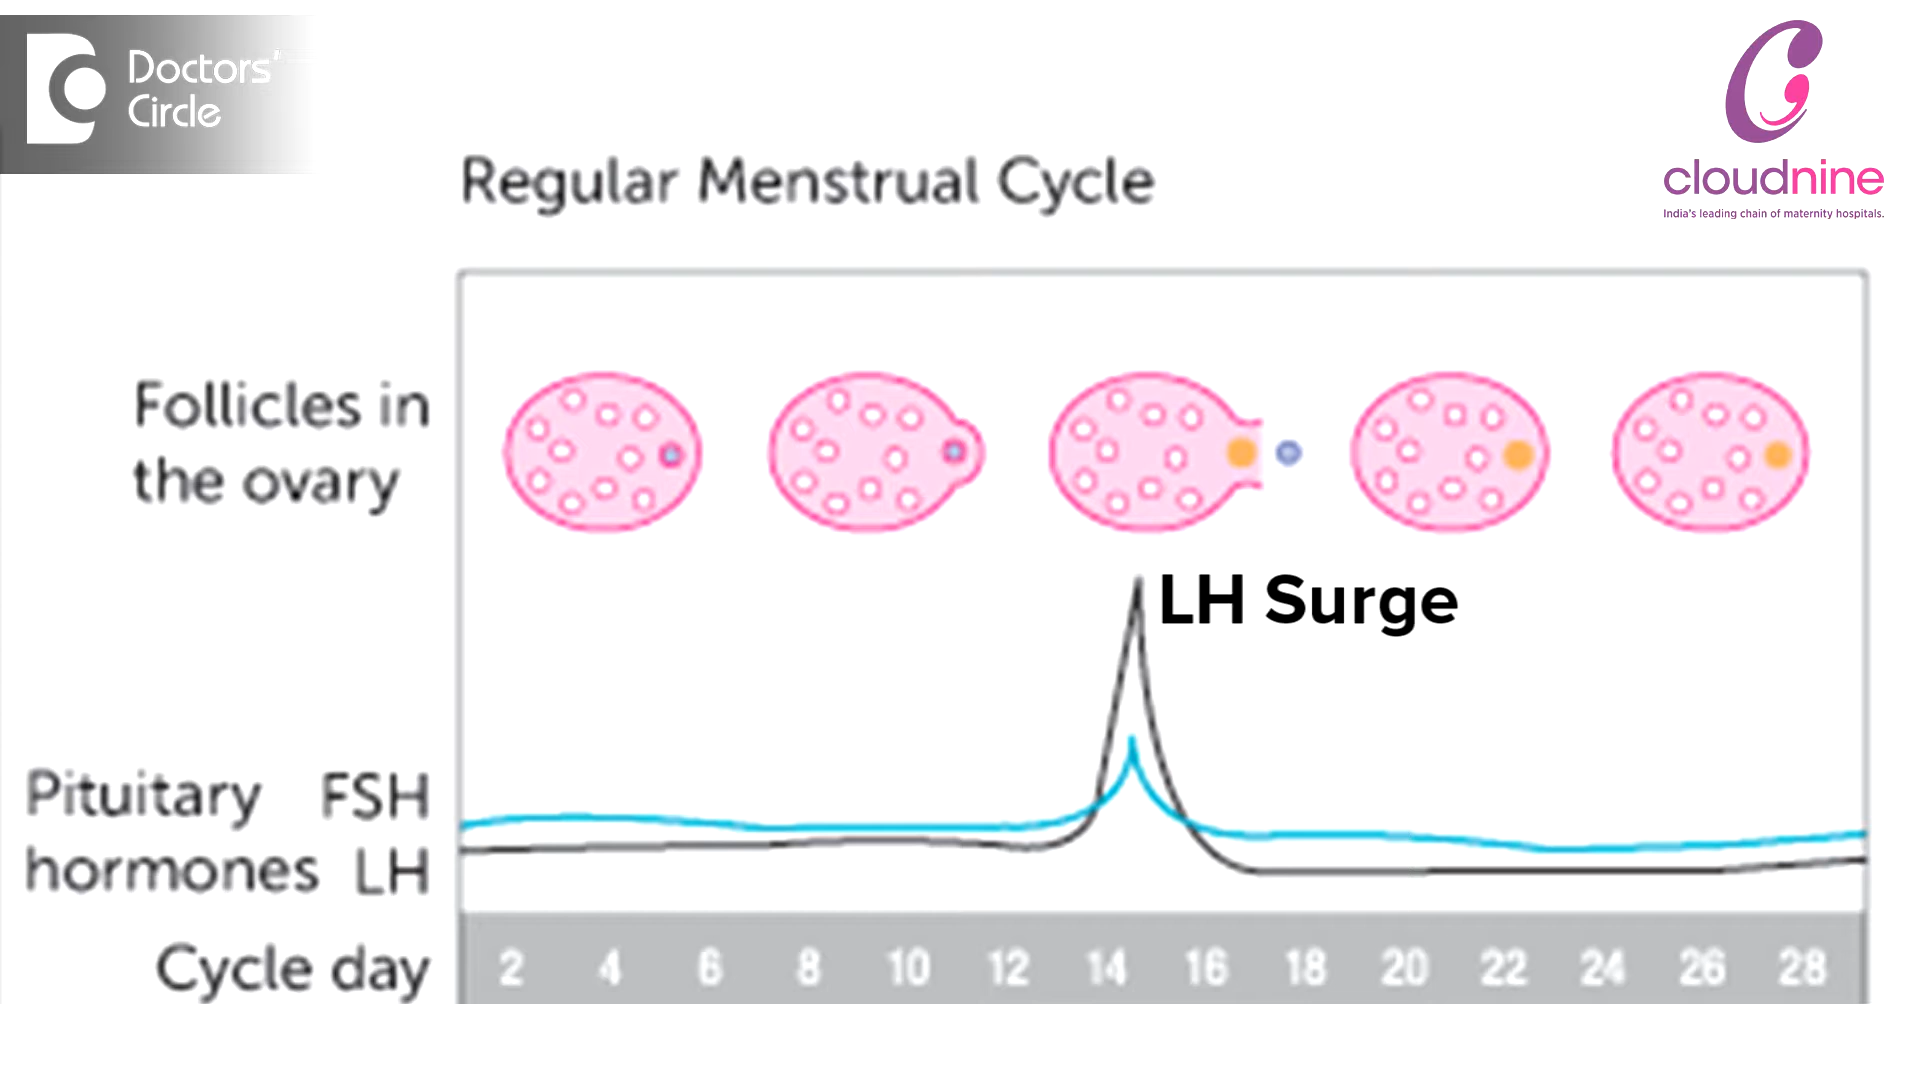 Doctors'
Circle
cloudnine
India's leading chain of maternity hospitals.
Regular Menstrual Cycle
Follicles in
the ovary
LH Surge
Pituitary FSH
hormones LH
Cycle day 2 4 6 8 10 12 14 16 18 20 22 24 26 28